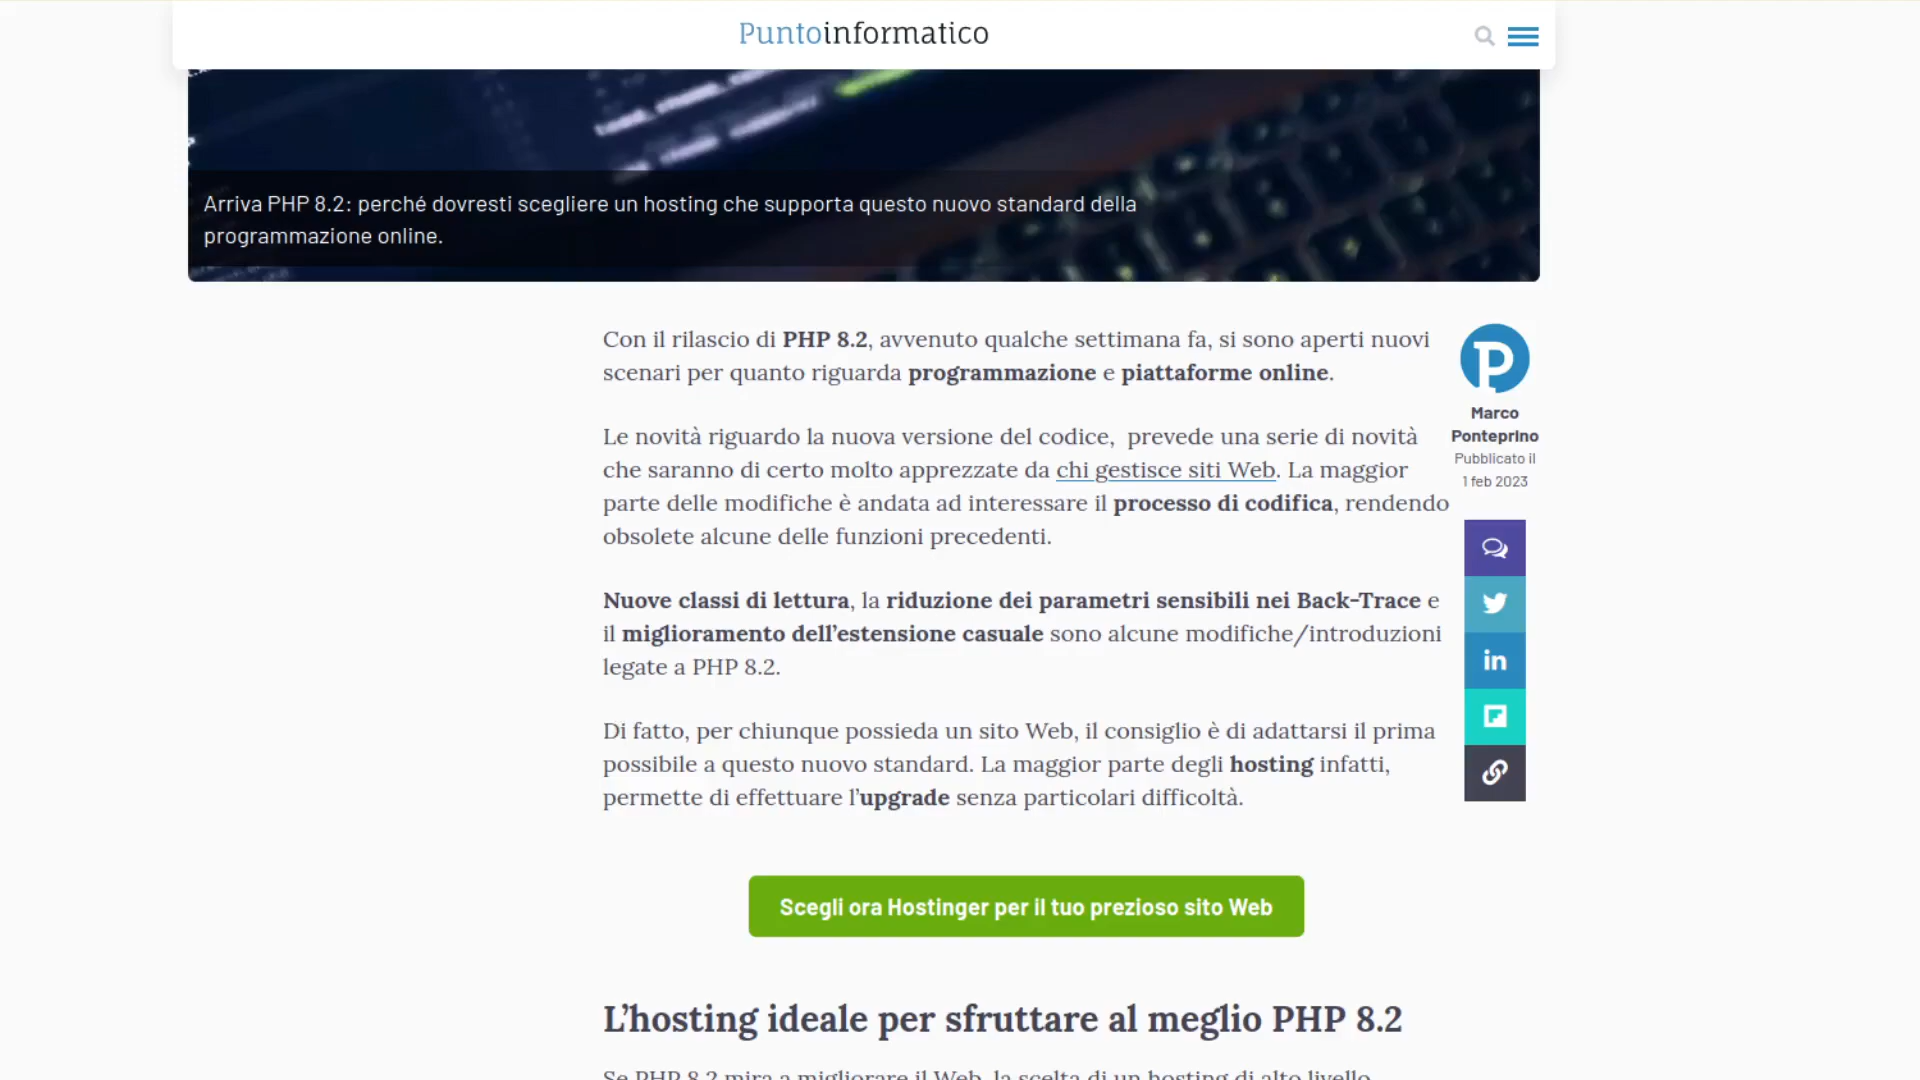 Puntoinformatico
Arriva PHP 8.2: perché dovresti scegliere un hosting che supporta questo nuovo standard della
programmazione online.
Con il rilascio di PHP 8.2, avvenuto qualche settimana fa, si sono aperti nuovi
scenari per quanto riguarda programmazione e piattaforme online.
Le novità riguardo la nuova versione del codice,  prevede una serie di novità
che saranno di certo molto apprezzate da chi gestisce siti Web. La maggior
parte delle modifiche è andata ad interessare il processo di codifica, rendendo
obsolete alcune delle funzioni precedenti.
Nuove classi di lettura, la riduzione dei parametri sensibili nei Back-Trace e
il miglioramento dell’estensione casuale sono alcune modifiche/introduzioni
legate a PHP 8.2.
Di fatto, per chiunque possieda un sito Web, il consiglio è di adattarsi il prima
possibile a questo nuovo standard. La maggior parte degli hosting infatti,
permette di effettuare l’upgrade senza particolari difficoltà.
Marco
Ponteprino
Pubblicato il
1 feb 2023
Scegli ora Hostinger per il tuo prezioso sito Web
L’hosting ideale per sfruttare al meglio PHP 8.2
Se PHP 8.2 mira a migliorare il Web, la scelta di un hosting di alto livello